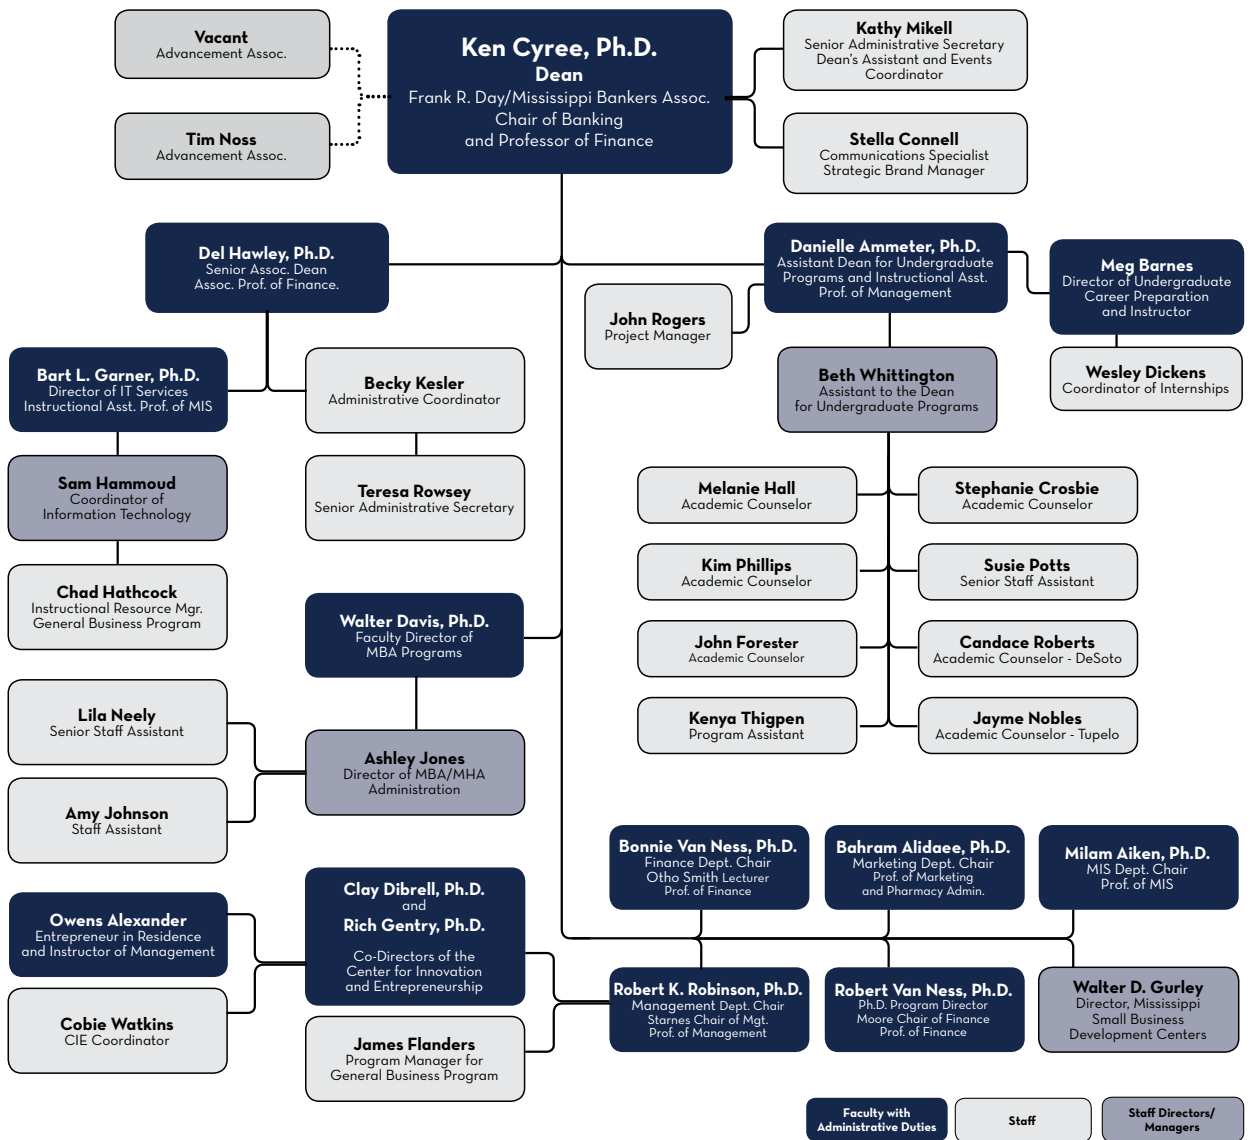 Vacant
Advancement Assoc.
Tim Noss
Advancement Assoc.
Ken Cyree, Ph.D.
Dean
Frank R. Day/Mississippi Bankers Assoc.
Chair of Banking
and Professor of Finance
Kathy Mikell
Senior Administrative Secretary
Dean's Assistant and Events
Coordinator
Stella Connell
Communications Specialist
Strategic Brand Manager
Del Hawley, Ph.D.
Senior Assoc. Dean
Assoc. Prof. of Finance.
Danielle Ammeter, Ph.D.
Assistant Dean for Undergraduate
Programs and Instructional Asst.
Prof. of Management
Meg Barnes
Director of Undergraduate
Career Preparation
and Instructor
John Rogers
Project Manager
Wesley Dickens
Coordinator of Internships
Bart L. Garner, Ph.D.
Director of IT Services
Instructional Asst. Prof. of MIS
Becky Kesler
Administrative Coordinator
Beth Whittington
Assistant to the Dean
for Undergraduate Programs
Sam Hammoud
Coordinator of
Information Technology
Teresa Rowsey
Senior Administrative Secretary
Chad Hathcock
Instructional Resource Mgr.
General Business Program
Melanie Hall
Academic Counselor
Stephanie Crosbie
Academic Counselor
Kim Phillips
Academic Counselor
Susie Potts
Senior Staff Assistant
John Forester
Academic Counselor
Candace Roberts
Academic Counselor - DeSoto
Kenya Thigpen
Program Assistant
Jayme Nobles
Academic Counselor - Tupelo
Walter Davis, Ph.D.
Faculty Director of
MBA Programs
Lila Neely
Senior Staff Assistant
Ashley Jones
Director of MBA/MHA
Administration
Amy Johnson
Staff Assistant
Bonnie Van Ness, Ph.D.
Finance Dept. Chair
Otho Smith Lecturer
Prof. of Finance
Bahram Alidaee, Ph.D.
Marketing Dept. Chair
Prof. of Marketing
and Pharmacy Admin.
Milam Aiken, Ph.D.
MIS Dept. Chair
Prof. of MIS
Owens Alexander
Entrepreneur in Residence
and Instructor of Management
Clay Dibrell, Ph.D.
and
Rich Gentry, Ph.D.
Co-Directors of the
Center for Innovation
and Entrepreneurship
Cobie Watkins
CIE Coordinator
James Flanders
Program Manager for
General Business Program
Robert K. Robinson, Ph.D.
Management Dept. Chair
Starnes Chair of Mgt.
Prof. of Management
Robert Van Ness, Ph.D.
Ph.D. Program Director
Moore Chair of Finance
Prof. of Finance
Walter D. Gurley
Director, Mississippi
Small Business
Development Centers
Faculty with
Administrative Duties
Staff
Staff Directors/
Managers